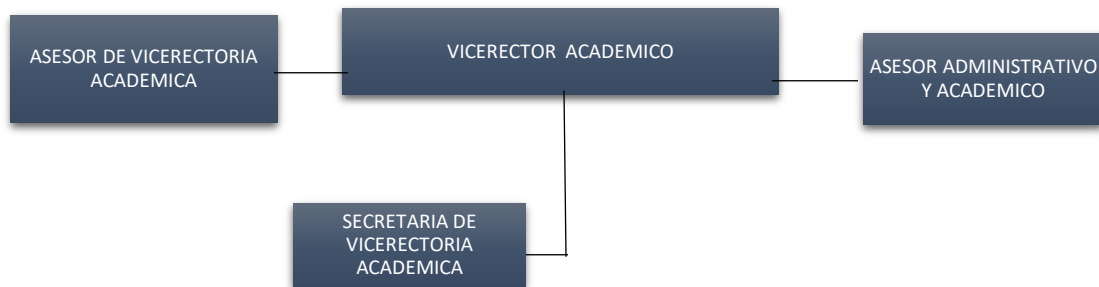 ASESOR DE VICERECTORIA
ACADEMICA
VICERECTOR ACADEMICO
ASESOR ADMINISTRATIVO
Y ACADEMICO
SECRETARIA DE
VICERECTORIA
ACADEMICA